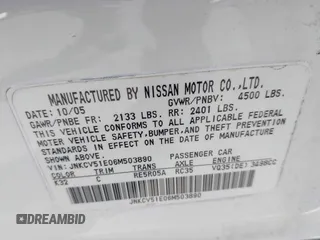 MANUFACTURED BY NISSAN MOTOR CO.,LTD.
DATE: 10/05 GVWR/PNBV: 4500 LBS.
GAWR/PNBE FR: 2133 LBS. RR: 2401 LBS.
THIS VEHICLE CONFORMS TO ALL APPLICABLE FEDERAL
MOTOR VEHICLE SAFETY, BUMPER, AND THEFT PREVENTION
STANDARDS IN EFFECT ON THE DATE OF MANUFACTURE
SHOWN ABOVE.
VIN: JNKCV51E06M503890 PASSENGER CAR
COLOR TRIM TRANS AXLE ENGINE
K32 C RE5R05A RC35 VQ35(DE)
JNKCV51E06M503890
DREAMBID